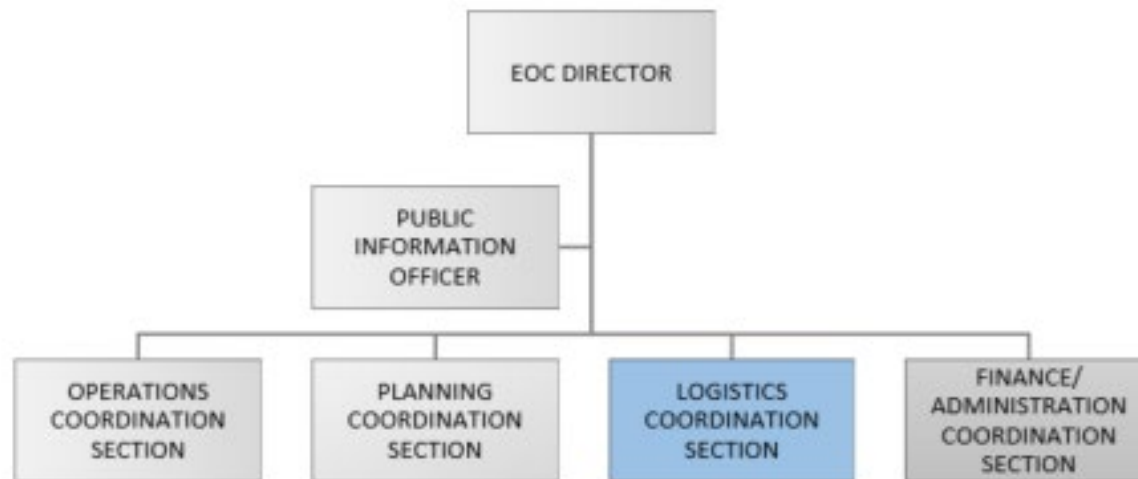 EOC DIRECTOR
PUBLIC
INFORMATION
OFFICER
OPERATIONS
COORDINATION
SECTION
PLANNING
COORDINATION
SECTION
LOGISTICS
COORDINATION
SECTION
FINANCE/
ADMINISTRATION
COORDINATION
SECTION